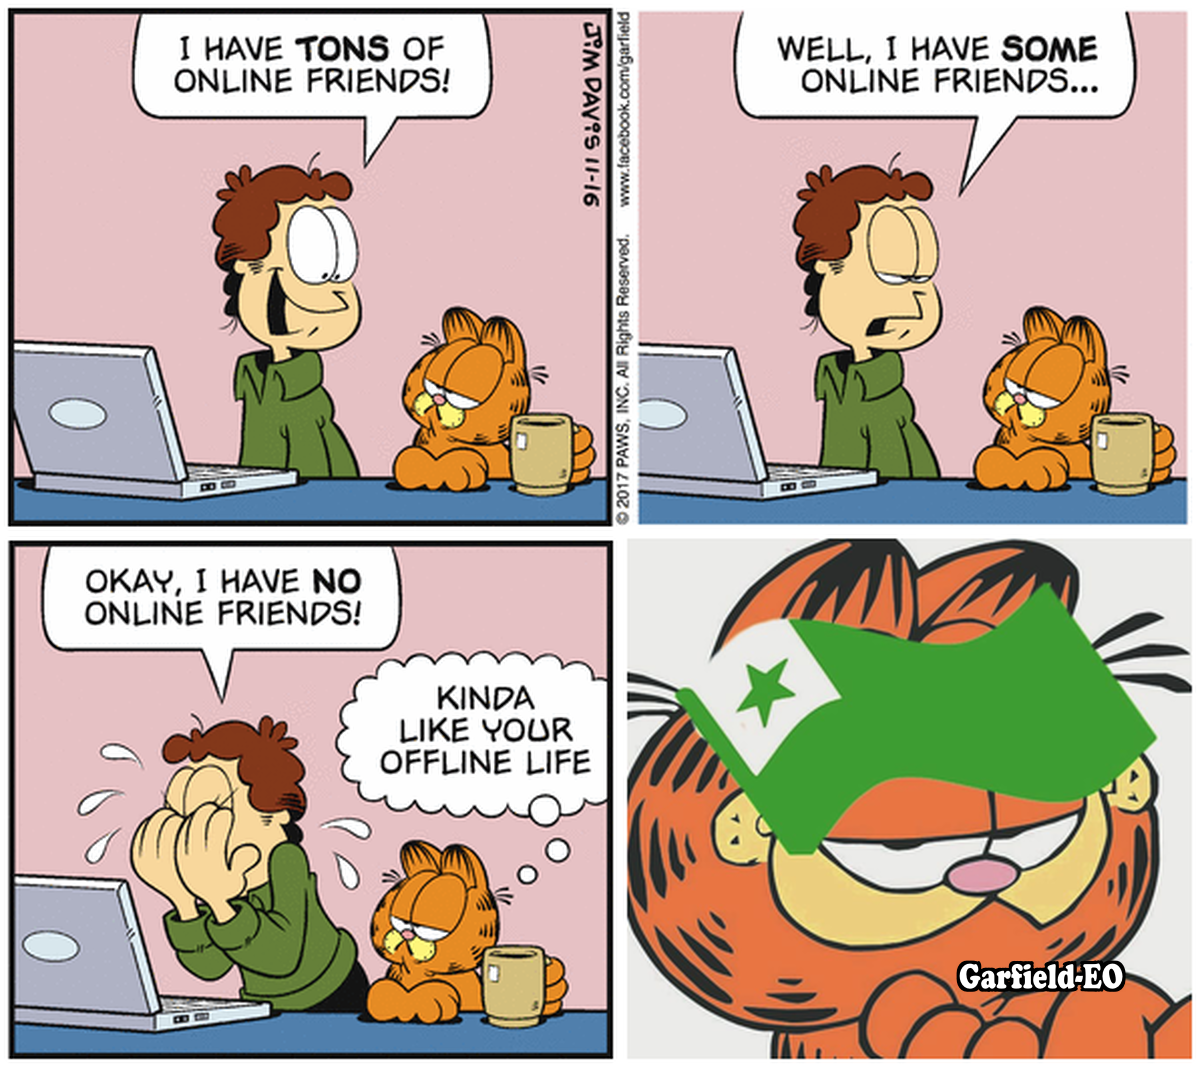 I HAVE TONS OF
ONLINE FRIENDS!
JIM DAVIS 11-16
© 2017 PAWS, INC. All Rights Reserved. www.facebook.com/garfield
WELL, I HAVE SOME
ONLINE FRIENDS...
OKAY, I HAVE NO
ONLINE FRIENDS!
KINDA
LIKE YOUR
OFFLINE LIFE
Garfield-EO